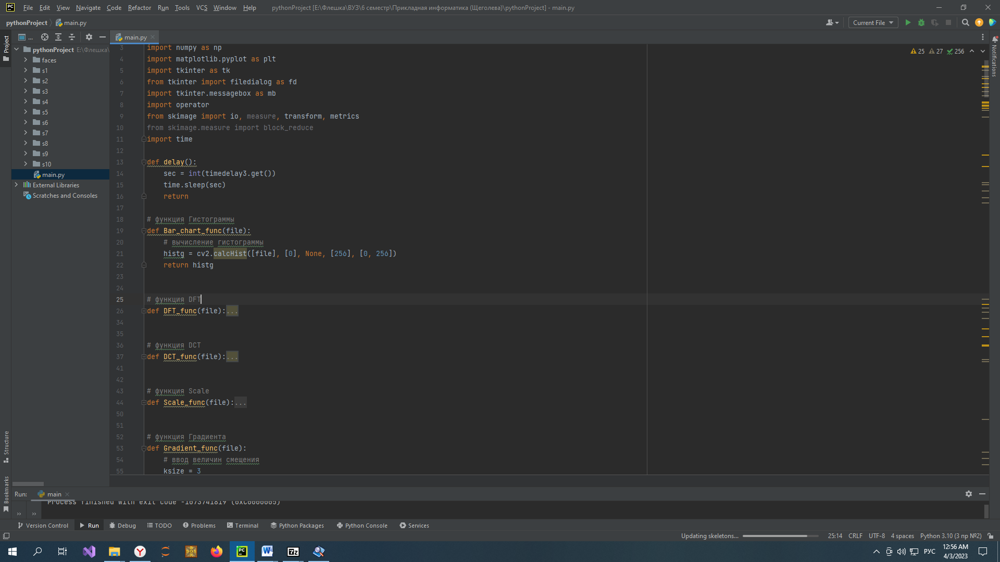 File Edit View Navigate Code Refactor Run Tools VCS Window Help pythonProject [E:\Флешка\ВУЗ\6 семестр\Прикладная информатика (Щеголева)\pythonProject] - main.py
pythonProject main.py Current File
Project ... main.py
pythonProject E:\Флешка\
faces
s1
s2
s3
s4
s5
s6
s7
s8
s9
s10
main.py
External Libraries
Scratches and Consoles
25 27 256
Notifications
3 import numpy as np
4 import matplotlib.pyplot as plt
5 import tkinter as tk
6 from tkinter import filedialog as fd
7 import tkinter.messagebox as mb
8 import operator
9 from skimage import io, measure, transform, metrics
10 from skimage.measure import block_reduce
11 import time
12
13 def delay():
14 sec = int(timedelay3.get())
15 time.sleep(sec)
16 return
17
18 # функция Гистограммы
19 def Bar_chart_func(file):
20 # вычисление гистограммы
21 histg = cv2.calcHist([file], [0], None, [256], [0, 256])
22 return histg
23
24
25 # функция DFT
26 def DFT_func(file):...
34
35
36 # функция DCT
37 def DCT_func(file):...
41
42
43 # функция Scale
44 def Scale_func(file):...
50
51
52 # функция Градиента
53 def Gradient_func(file):
54 # ввод величин смещения
55 ksize = 3
Structure
Bookmarks
Run: main
Process finished with exit code -1073741819 (0xC0000005)
Version Control Run Debug TODO Problems Terminal Python Packages Python Console Services
Updating skeletons... 25:14 CRLF UTF-8 4 spaces Python 3.10 (3 пр №2)
РУС 12:56 AM
4/3/2023